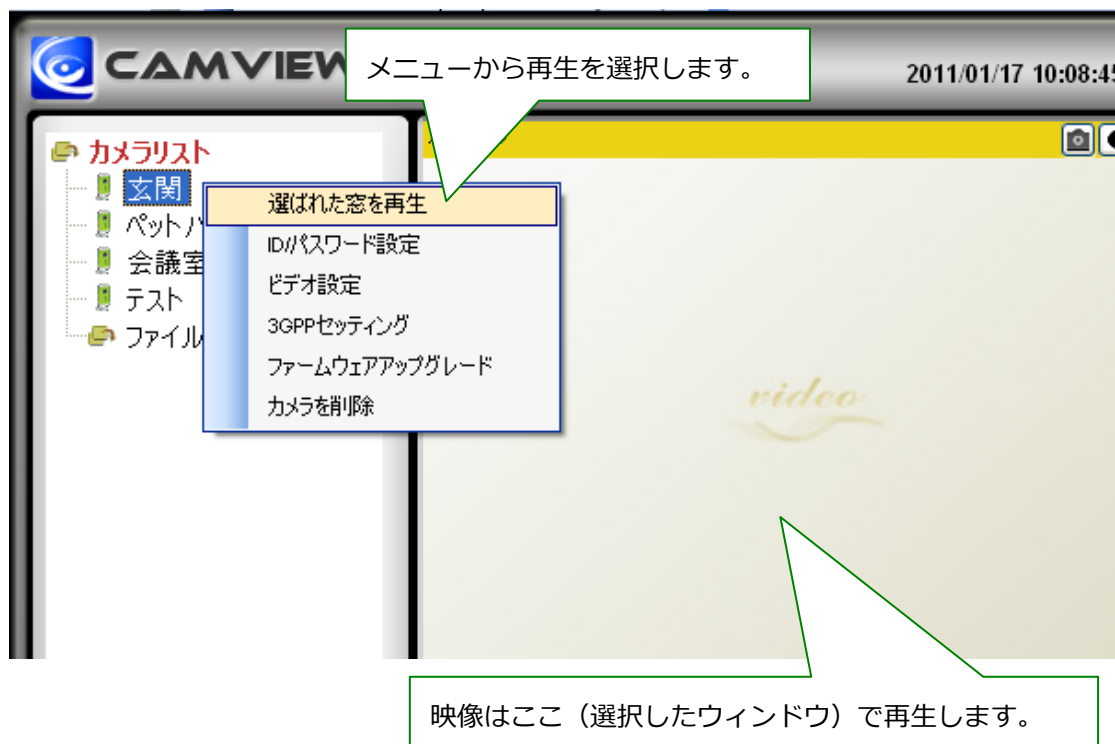 CAMVIEW
メニューから再生を選択します。
2011/01/17 10:08:45
カメラリスト
玄関
選ばれた窓を再生
ペット
ID/パスワード設定
会議室
ビデオ設定
テスト
3GPPセッティング
ファイル
ファームウェアアップグレード
カメラを削除
video
映像はここ（選択したウィンドウ）で再生します。